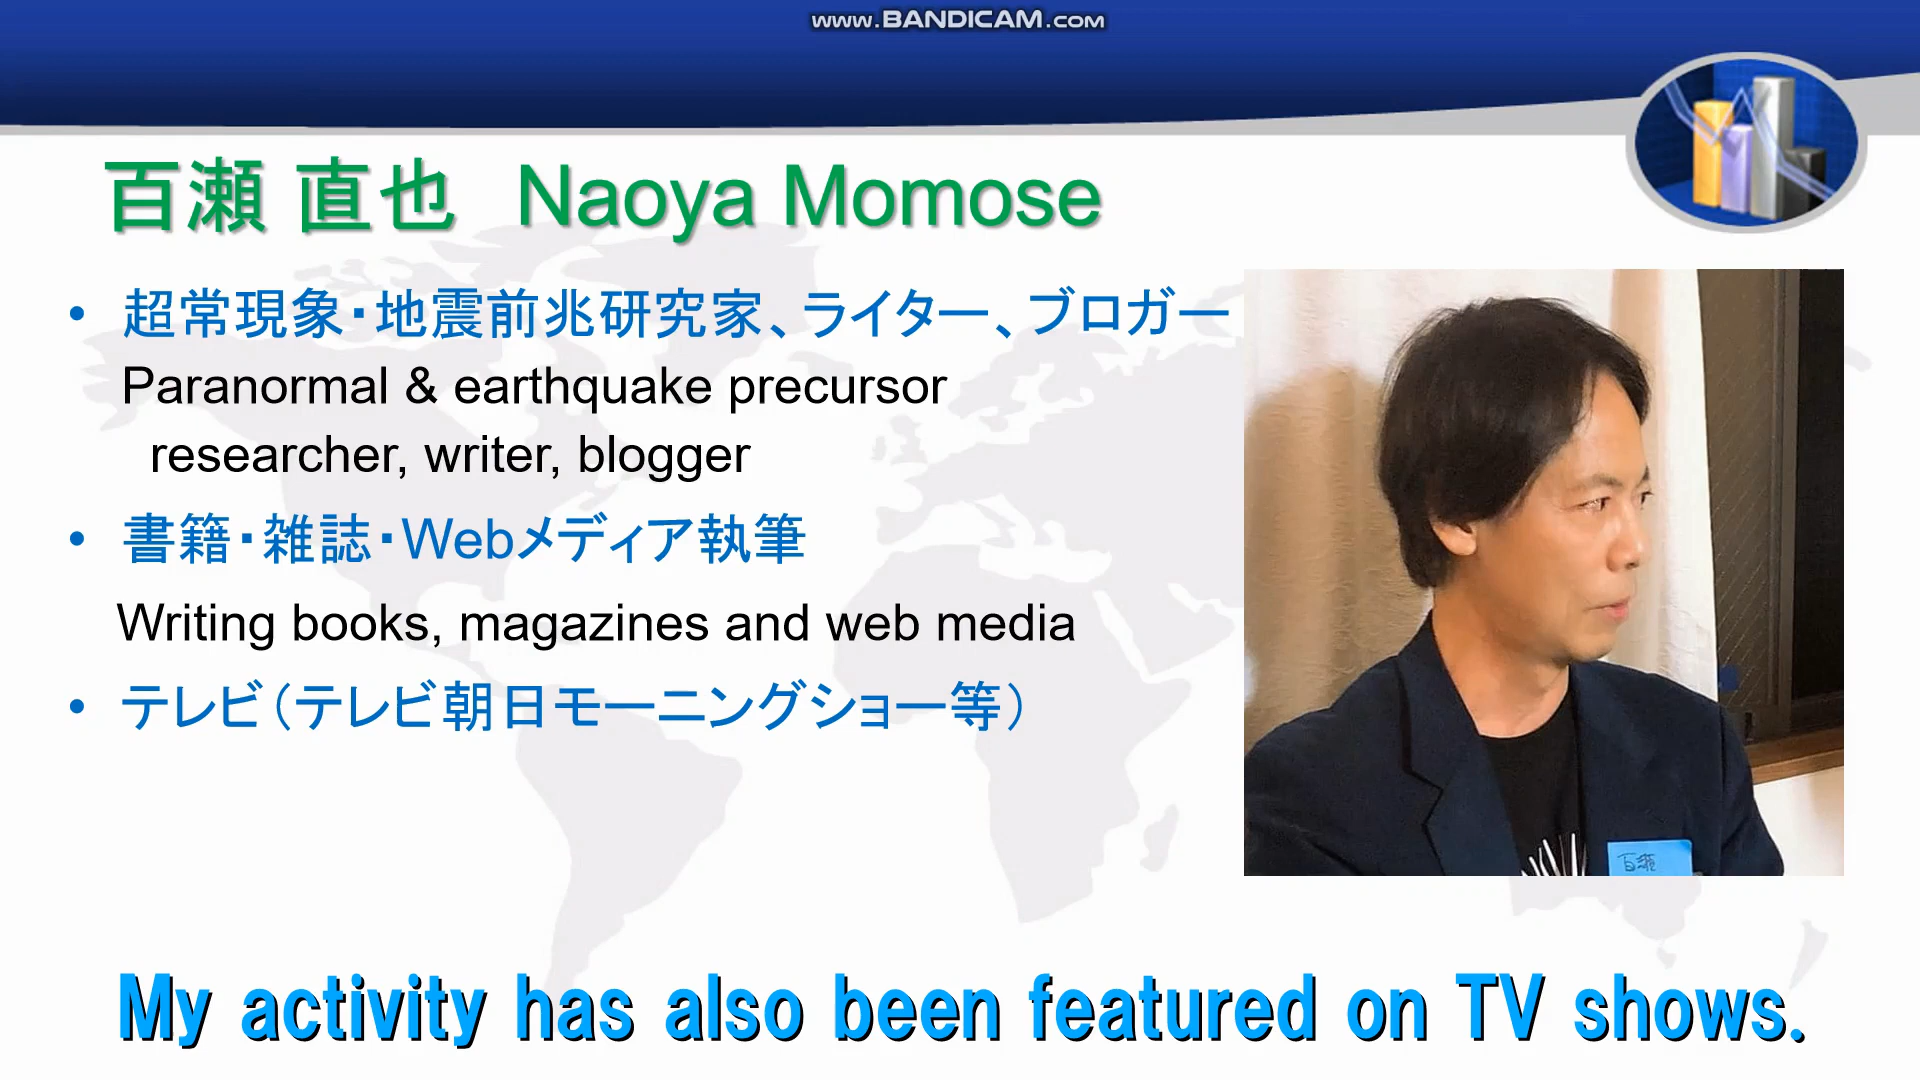 www.BANDICAM.com
百瀬 直也 Naoya Momose
• 超常現象・地震前兆研究家、ライター、ブロガー
Paranormal & earthquake precursor
researcher, writer, blogger
• 書籍・雑誌・Webメディア執筆
Writing books, magazines and web media
• テレビ（テレビ朝日モーニングショー等）
百瀬
My activity has also been featured on TV shows.